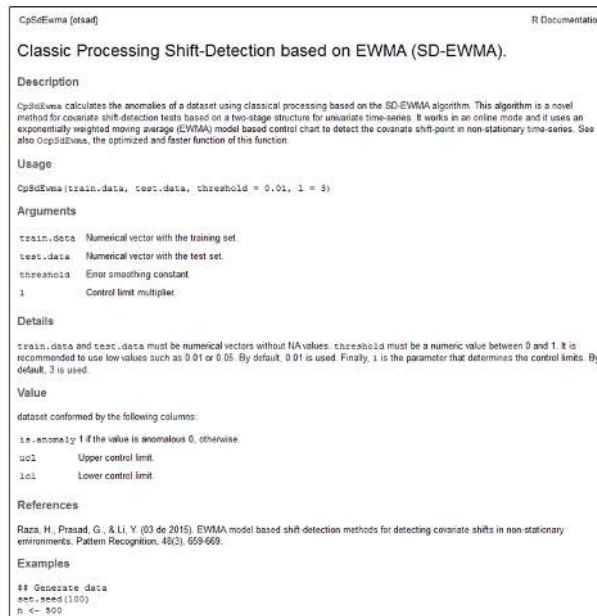 CpSdEwma {otsad}
R Documentatio
Classic Processing Shift-Detection based on EWMA (SD-EWMA).
Description
CpSdEwma calculates the anomalies of a dataset using classical processing based on the SD-EWMA algorithm. This algorithm is a novel
method for covariate shift-detection tests based on a two-stage structure for univariate time-series. It works in an online mode and it uses an
exponentially weighted moving average (EWMA) model based control chart to detect the covariate shift-point in non-stationary time-series. See
also OcpSdEwma, the optimized and faster function of this function.
Usage
CpSdEwma(train.data, test.data, threshold = 0.01, l = 3)
Arguments
train.data Numerical vector with the training set.
test.data Numerical vector with the test set.
threshold Error smoothing constant.
l Control limit multiplier.
Details
train.data and test.data must be numerical vectors without NA values. threshold must be a numeric value between 0 and 1. It is
recommended to use low values such as 0.01 or 0.05. By default, 0.01 is used. Finally, l is the parameter that determines the control limits. By
default, 3 is used.
Value
dataset conformed by the following columns:
is.anomaly 1 if the value is anomalous 0, otherwise.
ucl Upper control limit.
lcl Lower control limit.
References
Raza, H., Prasad, G., & Li, Y. (03 de 2015). EWMA model based shift-detection methods for detecting covariate shifts in non-stationary
environments. Pattern Recognition, 48(3), 659-669.
Examples
## Generate data
set.seed(100)
n <- 500